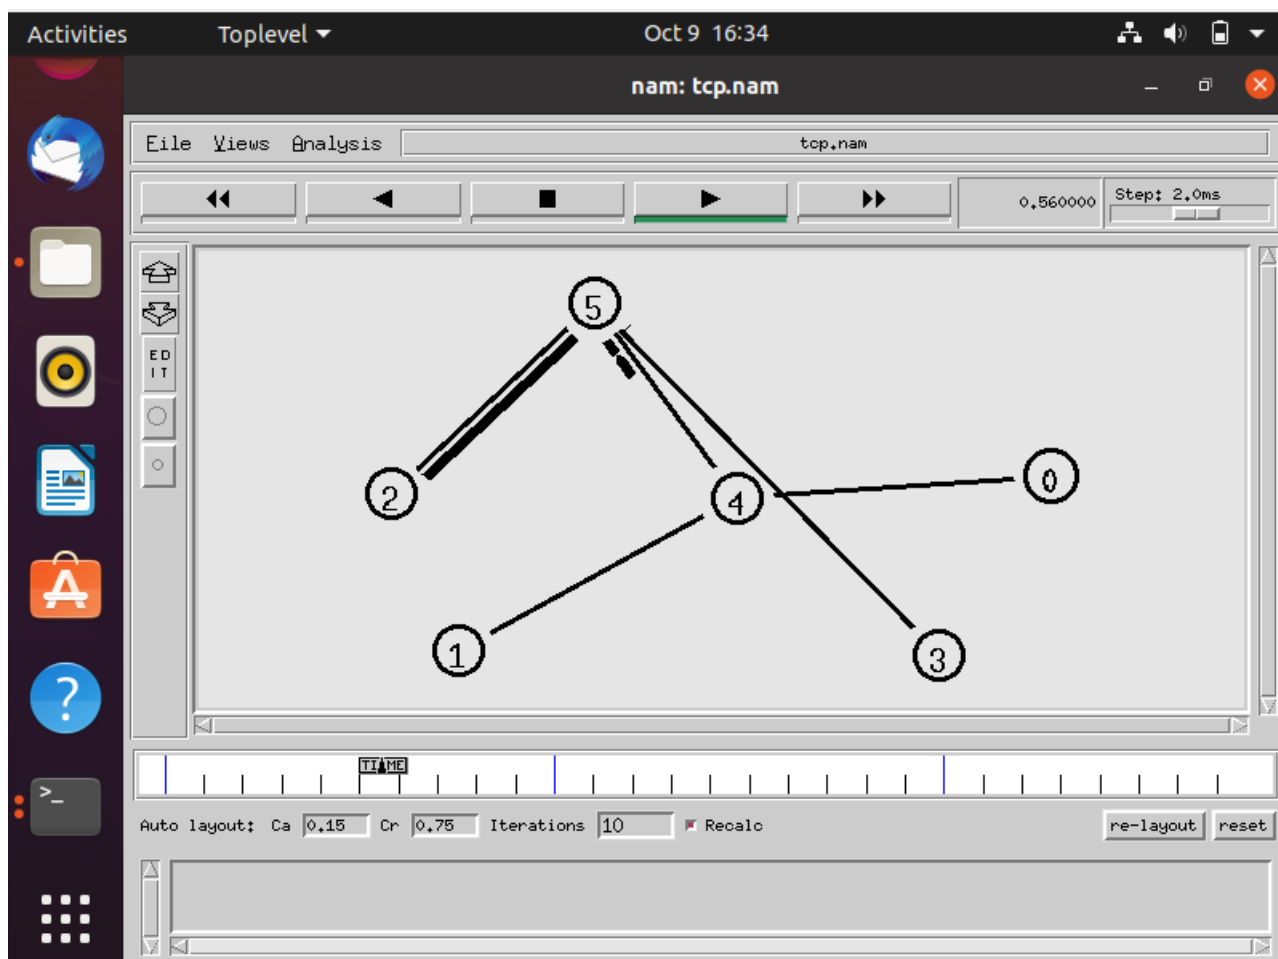 Activities Toplevel Oct 9 16:34
nam: tcp.nam
File Views Analysis tcp.nam
0.560000 Step: 2.0ms
ED
IT
5
2
4
0
1
3
TIME
Auto layout: Ca 0.15 Cr 0.75 Iterations 10 Recalc re-layout reset